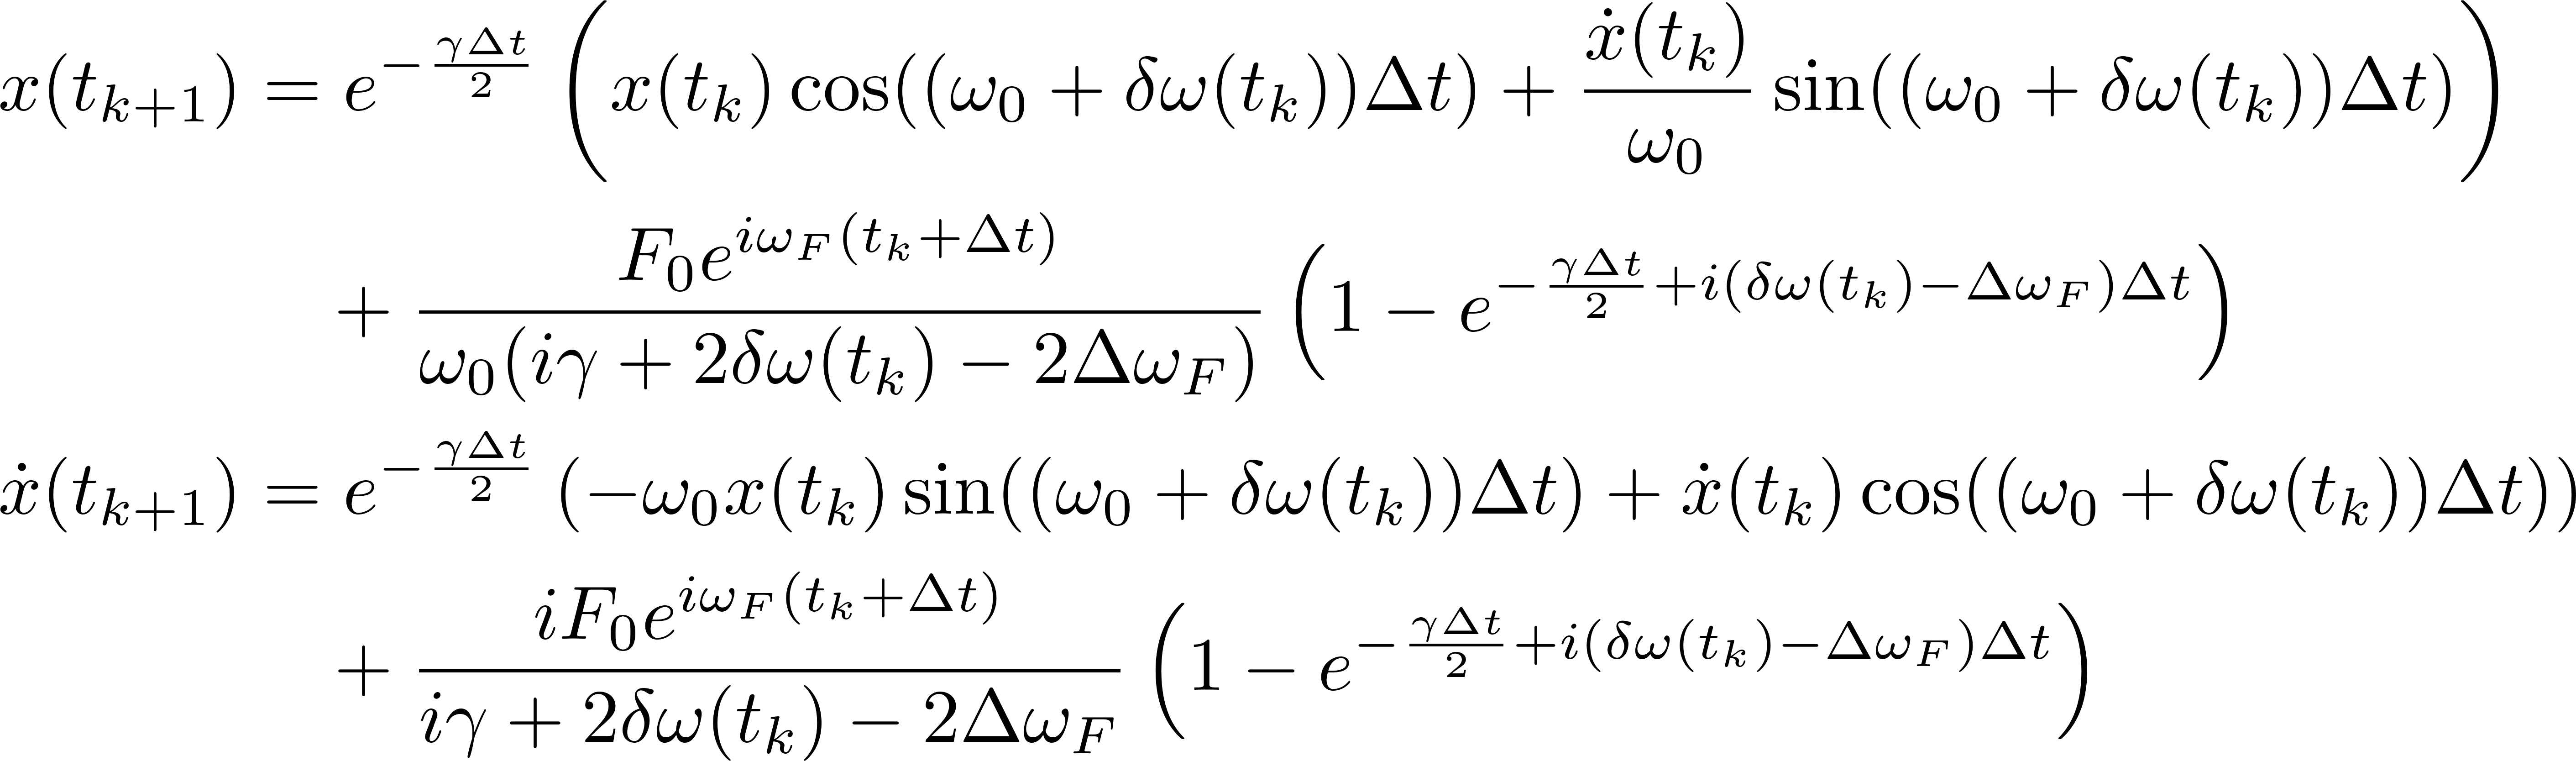 x(t_{k+1}) = e^{-\frac{\gamma\Delta t}{2}} \left( x(t_k) \cos((\omega_0 + \delta\omega(t_k))\Delta t) + \frac{\dot{x}(t_k)}{\omega_0} \sin((\omega_0 + \delta\omega(t_k))\Delta t) \right)
+ \frac{F_0 e^{i\omega_F(t_k+\Delta t)}}{\omega_0(i\gamma + 2\delta\omega(t_k) - 2\Delta\omega_F)} \left( 1 - e^{-\frac{\gamma\Delta t}{2} + i(\delta\omega(t_k) - \Delta\omega_F)\Delta t} \right)
\dot{x}(t_{k+1}) = e^{-\frac{\gamma\Delta t}{2}} (-\omega_0 x(t_k) \sin((\omega_0 + \delta\omega(t_k))\Delta t) + \dot{x}(t_k) \cos((\omega_0 + \delta\omega(t_k))\Delta t))
+ \frac{iF_0 e^{i\omega_F(t_k+\Delta t)}}{i\gamma + 2\delta\omega(t_k) - 2\Delta\omega_F} \left( 1 - e^{-\frac{\gamma\Delta t}{2} + i(\delta\omega(t_k) - \Delta\omega_F)\Delta t} \right)